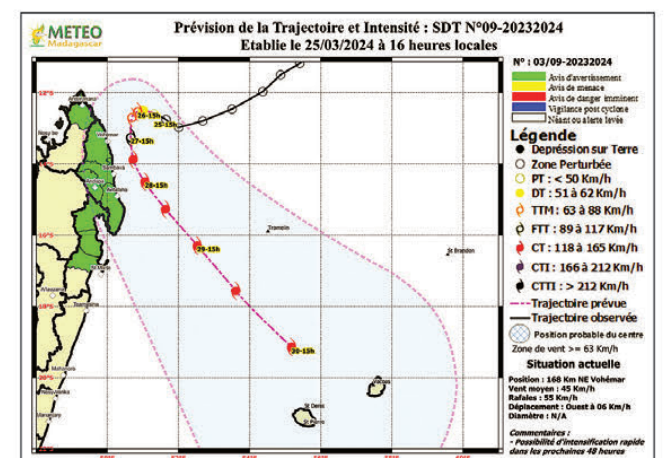 METEO
Madagascar
Prévision de la Trajectoire et Intensité : SDT N°09-20232024
Etablie le 25/03/2024 à 16 heures locales
N° : 03/09-20232024
Avis d'avertissement
Avis de menace
Avis de danger imminent
Vigilance post cyclone
Néant ou alerte levée
Légende
Depréssion sur Terre
Zone Perturbée
PT : < 50 Km/h
DT : 51 à 62 Km/h
TTM : 63 à 88 Km/h
FTT : 89 à 117 Km/h
CT : 118 à 165 Km/h
CTI : 166 à 212 Km/h
CTTI : > 212 Km/h
Trajectoire prévue
Trajectoire observée
Position probable du centre
Zone de vent >= 63 Km/h
Situation actuelle
Position : 168 Km NE Vohémar
Vent moyen : 45 Km/h
Rafales : 55 Km/h
Déplacement : Ouest à 06 Km/h
Diamètre : N/A
Commentaires :
- Possibilité d'intensification rapide
dans les prochaines 48 heures
26-15h
25-15h
27-15h
28-15h
29-15h
30-15h
Tromelin
St Brandon
St Denis
St Pierre